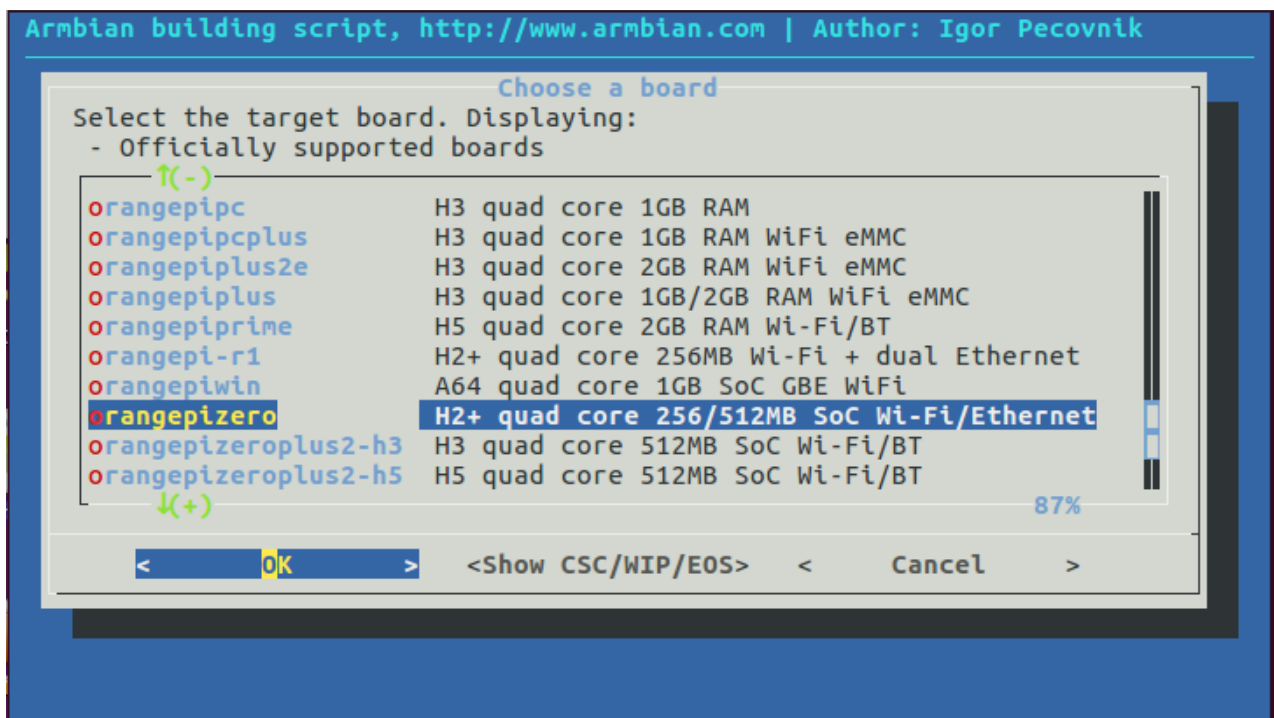 Armbian building script, http://www.armbian.com | Author: Igor Pecovnik
Choose a board
Select the target board. Displaying:
- Officially supported boards
↑(-)
orangepipc H3 quad core 1GB RAM
orangepipcplus H3 quad core 1GB RAM WiFi eMMC
orangepiplus2e H3 quad core 2GB RAM WiFi eMMC
orangepiplus H3 quad core 1GB/2GB RAM WiFi eMMC
orangepiprime H5 quad core 2GB RAM Wi-Fi/BT
orangepi-r1 H2+ quad core 256MB Wi-Fi + dual Ethernet
orangepiwin A64 quad core 1GB SoC GBE WiFi
orangepizero H2+ quad core 256/512MB SoC Wi-Fi/Ethernet
orangepizeroplus2-h3 H3 quad core 512MB SoC Wi-Fi/BT
orangepizeroplus2-h5 H5 quad core 512MB SoC Wi-Fi/BT
↓(+) 87%
< OK > <Show CSC/WIP/EOS> < Cancel >